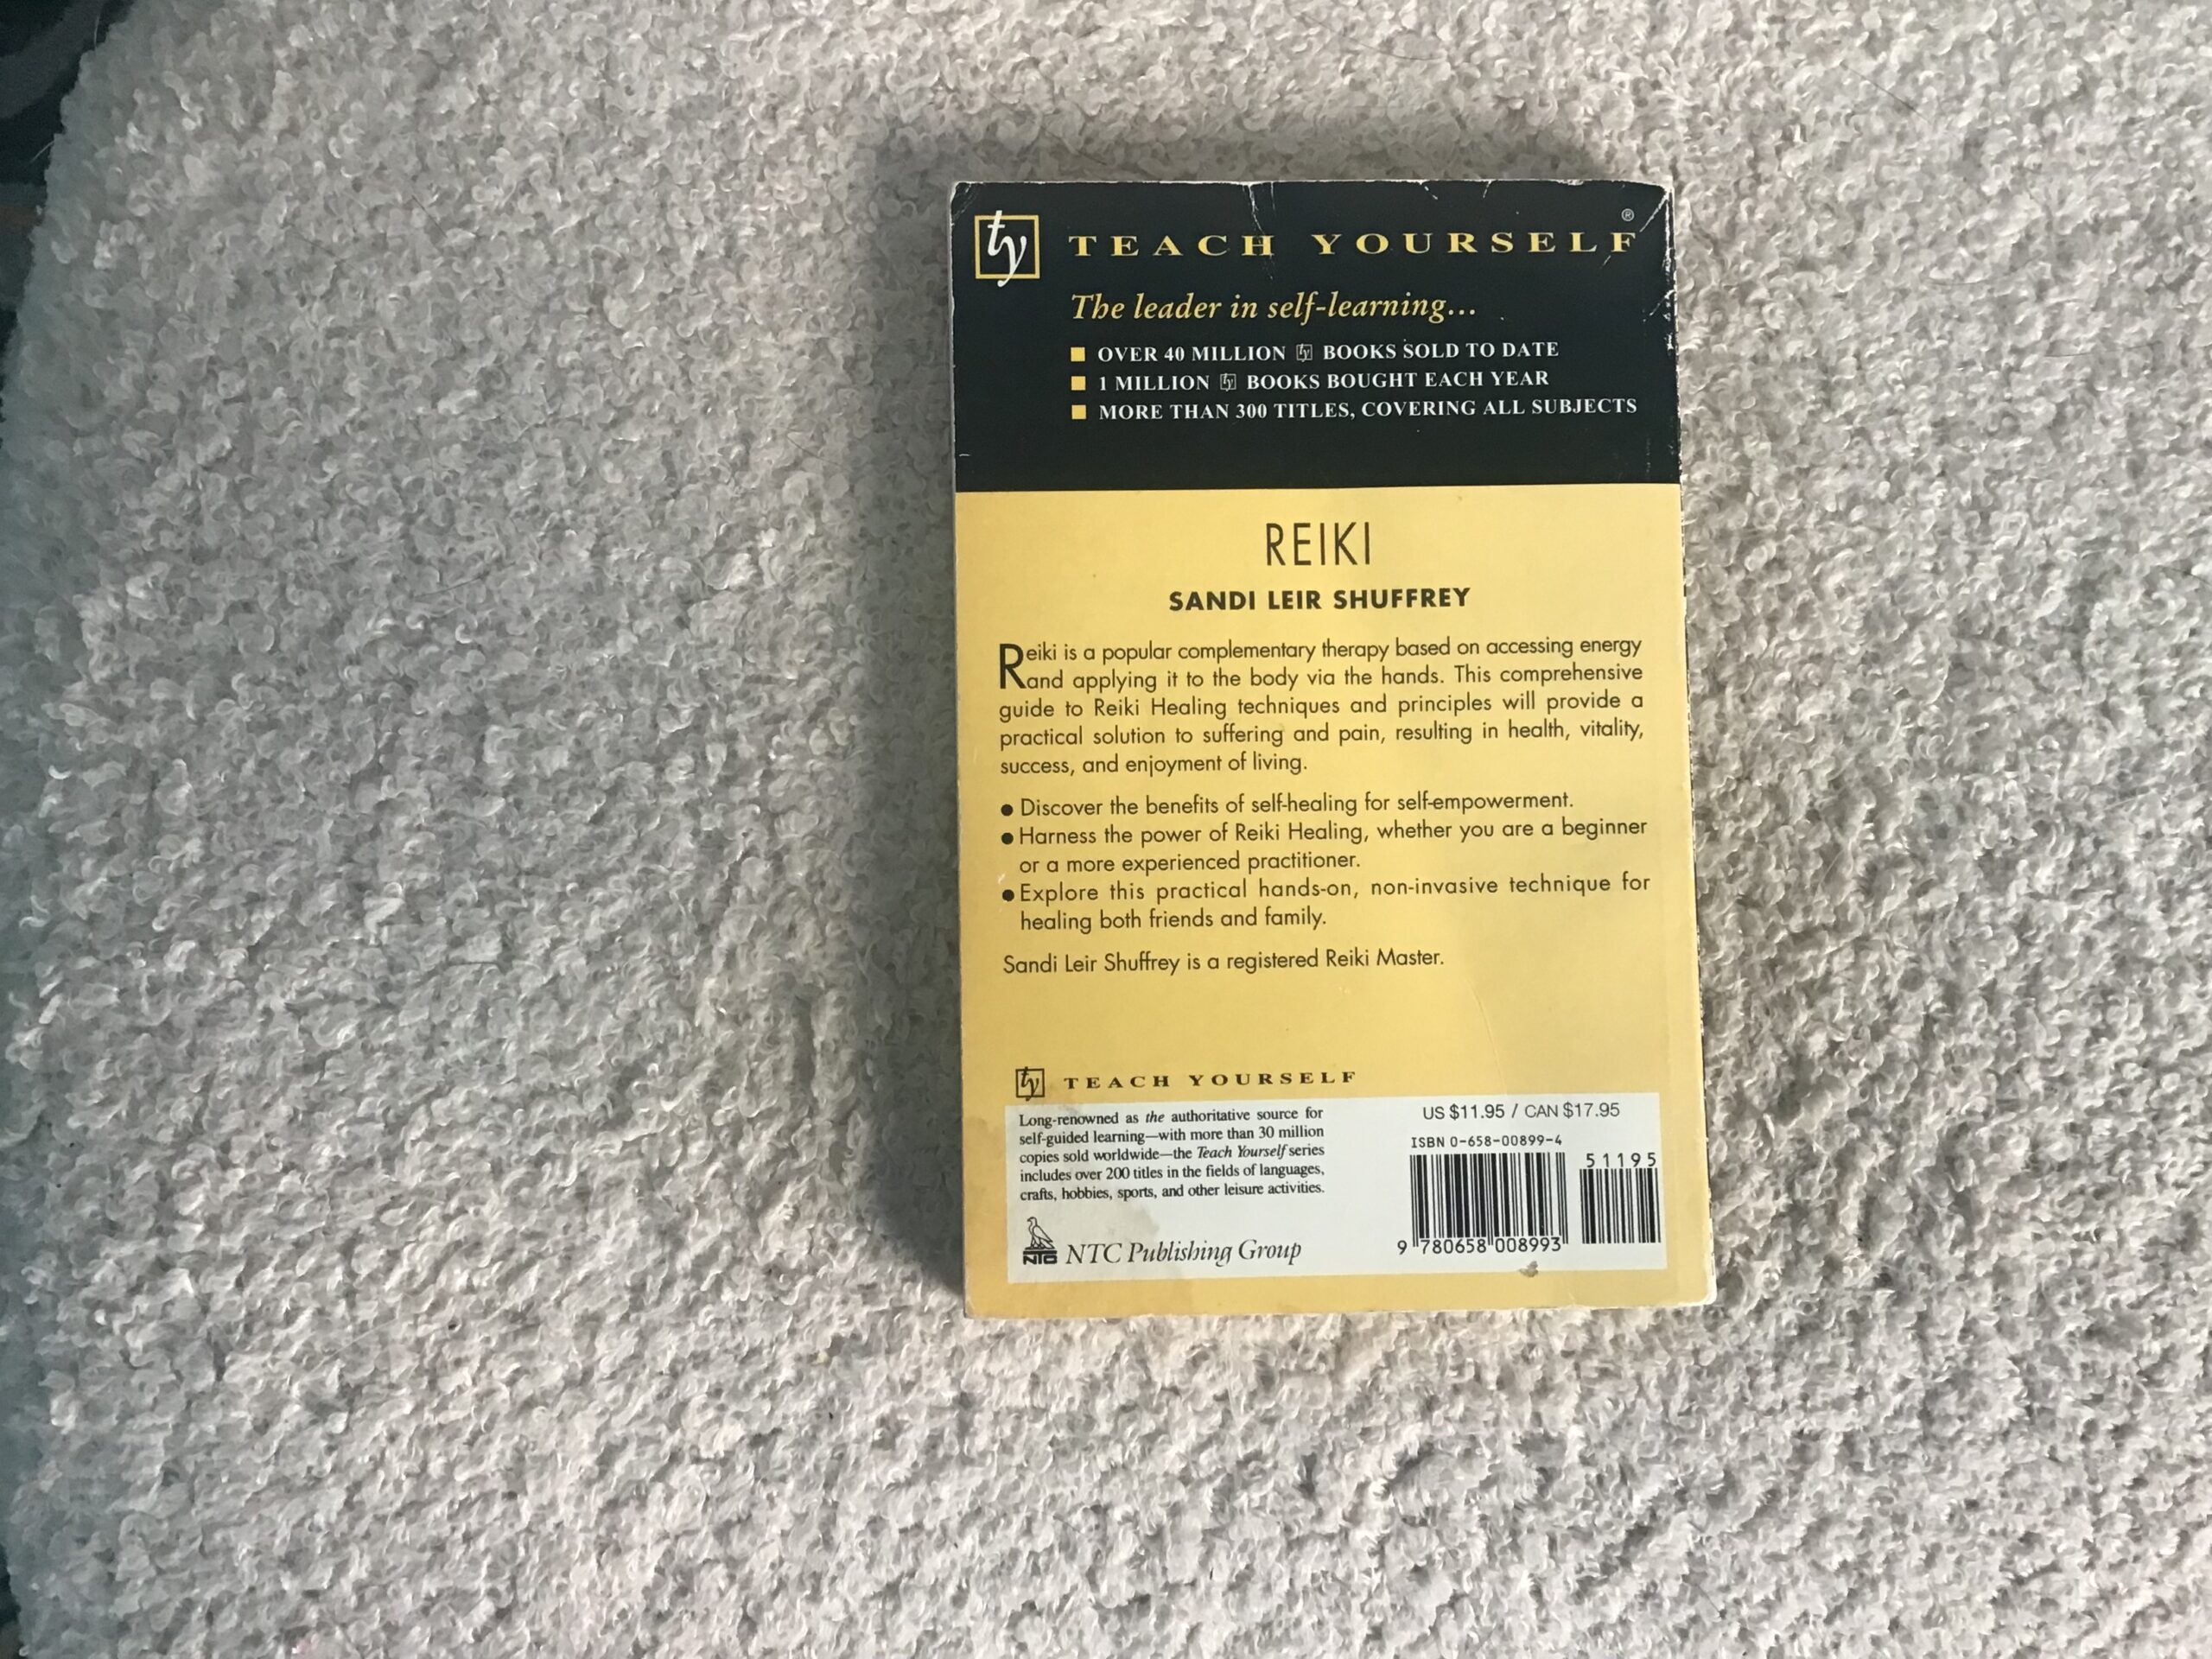 ty TEACH YOURSELF®
The leader in self-learning...
OVER 40 MILLION ty BOOKS SOLD TO DATE
1 MILLION ty BOOKS BOUGHT EACH YEAR
MORE THAN 300 TITLES, COVERING ALL SUBJECTS
REIKI
SANDI LEIR SHUFFREY
Reiki is a popular complementary therapy based on accessing energy
and applying it to the body via the hands. This comprehensive
guide to Reiki Healing techniques and principles will provide a
practical solution to suffering and pain, resulting in health, vitality,
success, and enjoyment of living.
● Discover the benefits of self-healing for self-empowerment.
● Harness the power of Reiki Healing, whether you are a beginner
or a more experienced practitioner.
● Explore this practical hands-on, non-invasive technique for
healing both friends and family.
Sandi Leir Shuffrey is a registered Reiki Master.
ty TEACH YOURSELF
Long-renowned as the authoritative source for
self-guided learning—with more than 30 million
copies sold worldwide—the Teach Yourself series
includes over 200 titles in the fields of languages,
crafts, hobbies, sports, and other leisure activities.
NTC NTC Publishing Group
US $11.95 / CAN $17.95
ISBN 0-658-00899-4
51195
9 780658 008993